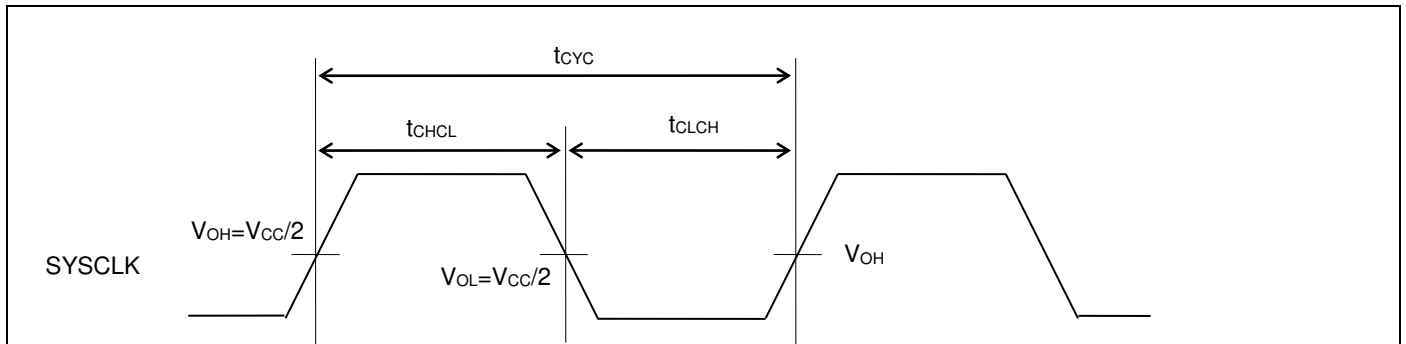 tCYC
tCHCL
tCLCH
VOH=VCC/2
VOH
SYSCLK
VOL=VCC/2